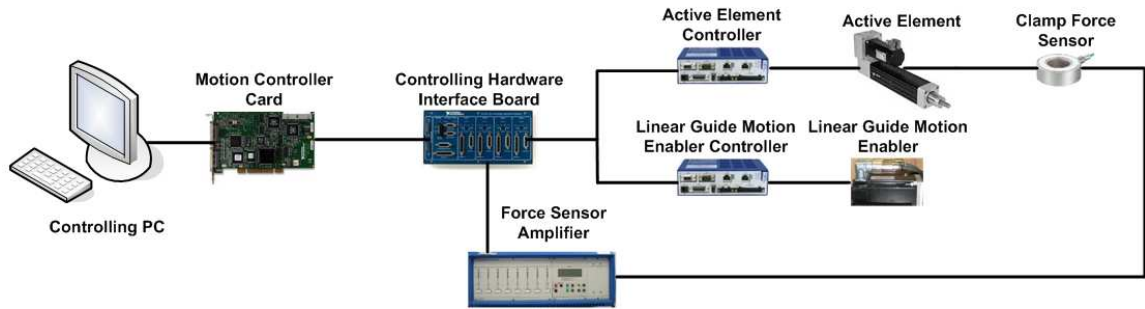 Active Element
Controller
Active Element
Clamp Force
Sensor
Motion Controller
Card
Controlling Hardware
Interface Board
Linear Guide Motion
Enabler Controller
Linear Guide Motion
Enabler
Controlling PC
Force Sensor
Amplifier